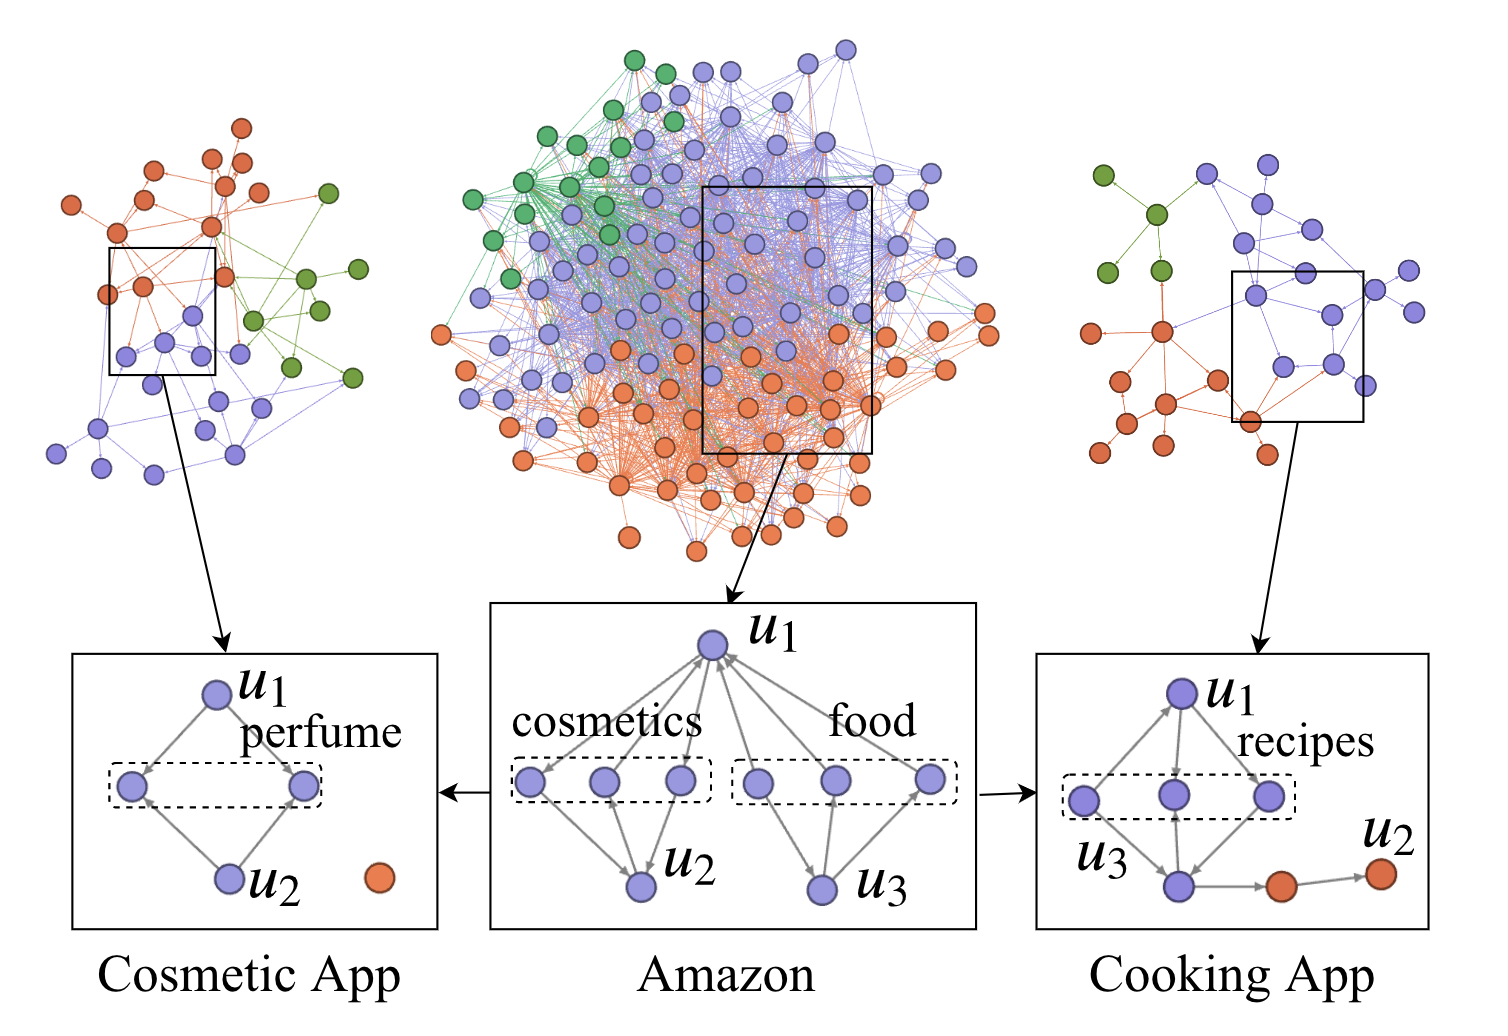 u1
perfume
u2
Cosmetic App
u1
cosmetics
food
u2
u3
Amazon
u1
recipes
u3
u2
Cooking App